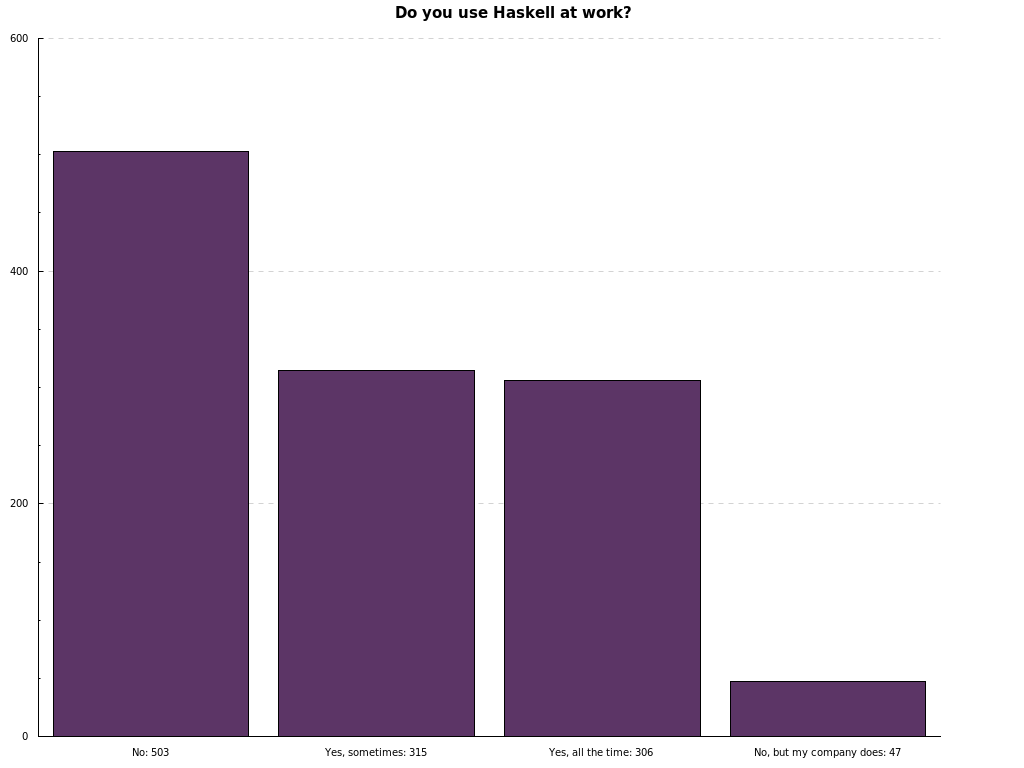 Do you use Haskell at work?
600
400
200
0
No: 503
Yes, sometimes: 315
Yes, all the time: 306
No, but my company does: 47